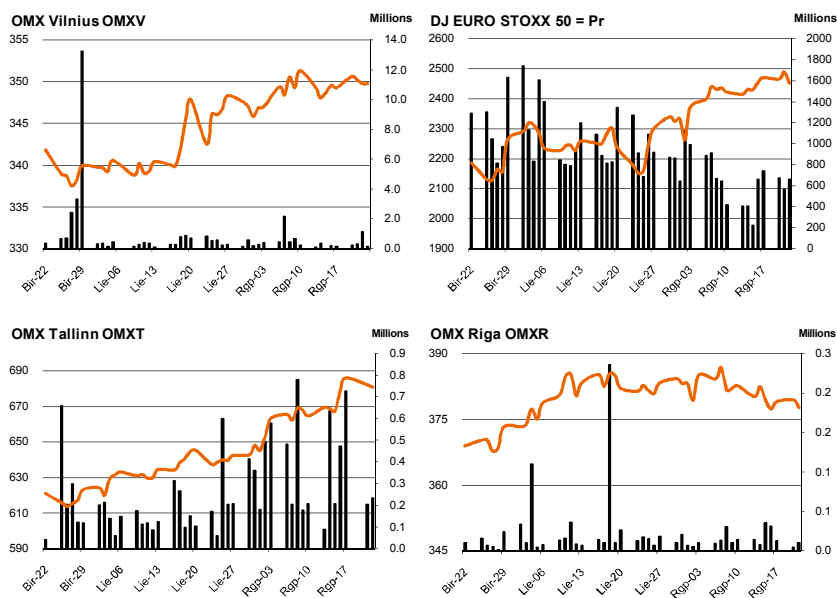 OMX Vilnius OMXV
Millions
355
350
345
340
335
330
14.0
12.0
10.0
8.0
6.0
4.0
2.0
0.0
Bir-22
Bir-29
Lie-06
Lie-13
Lie-20
Lie-27
Rgp-03
Rgp-10
Rgp-17
DJ EURO STOXX 50 = Pr
Millions
2600
2500
2400
2300
2200
2100
2000
1900
2000
1800
1600
1400
1200
1000
800
600
400
200
0
Bir-22
Bir-29
Lie-06
Lie-13
Lie-20
Lie-27
Rgp-03
Rgp-10
Rgp-17
OMX Tallinn OMXT
Millions
690
670
650
630
610
590
0.9
0.8
0.7
0.6
0.5
0.4
0.3
0.2
0.1
0.0
Bir-22
Bir-29
Lie-06
Lie-13
Lie-20
Lie-27
Rgp-03
Rgp-10
Rgp-17
OMX Riga OMXR
Millions
390
375
360
345
0.3
0.2
0.2
0.1
0.1
0.0
Bir-22
Bir-29
Lie-06
Lie-13
Lie-20
Lie-27
Rgp-03
Rgp-10
Rgp-17